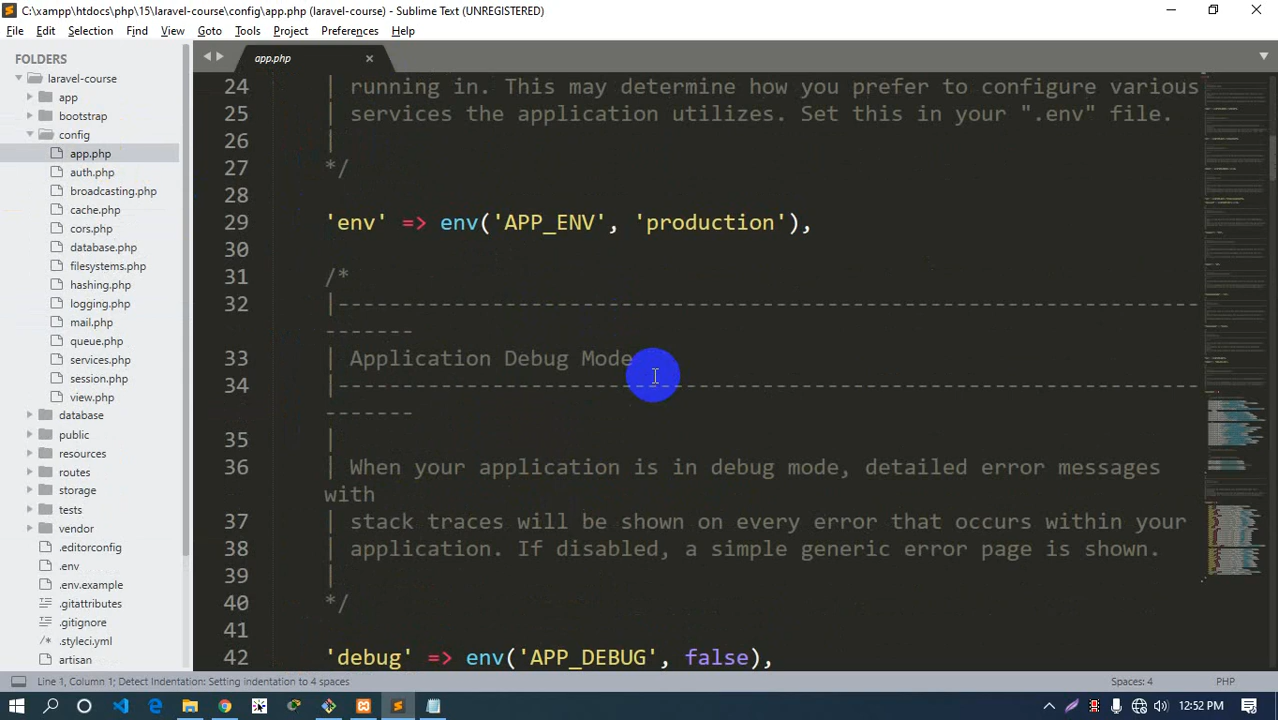 C:\xampp\htdocs\php\15\laravel-course\config\app.php (laravel-course) - Sublime Text (UNREGISTERED)
File Edit Selection Find View Goto Tools Project Preferences Help
FOLDERS
laravel-course
app
bootstrap
config
app.php
auth.php
broadcasting.php
cache.php
cors.php
database.php
filesystems.php
hashing.php
logging.php
mail.php
queue.php
services.php
session.php
view.php
database
public
resources
routes
storage
tests
vendor
.editorconfig
.env
.env.example
.gitattributes
.gitignore
.styleci.yml
artisan
app.php
24 | running in. This may determine how you prefer to configure various
25 | services the application utilizes. Set this in your ".env" file.
26 |
27 */
28
29 'env' => env('APP_ENV', 'production'),
30
31 /*
32 |--------------------------------------------------------------------------
33 | Application Debug Mode
34 |--------------------------------------------------------------------------
35 |
36 | When your application is in debug mode, detailed error messages
with
37 | stack traces will be shown on every error that occurs within your
38 | application. If disabled, a simple generic error page is shown.
39 |
40 */
41
42 'debug' => env('APP_DEBUG', false),
Line 1, Column 1; Detect Indentation: Setting indentation to 4 spaces
Spaces: 4
PHP
12:52 PM